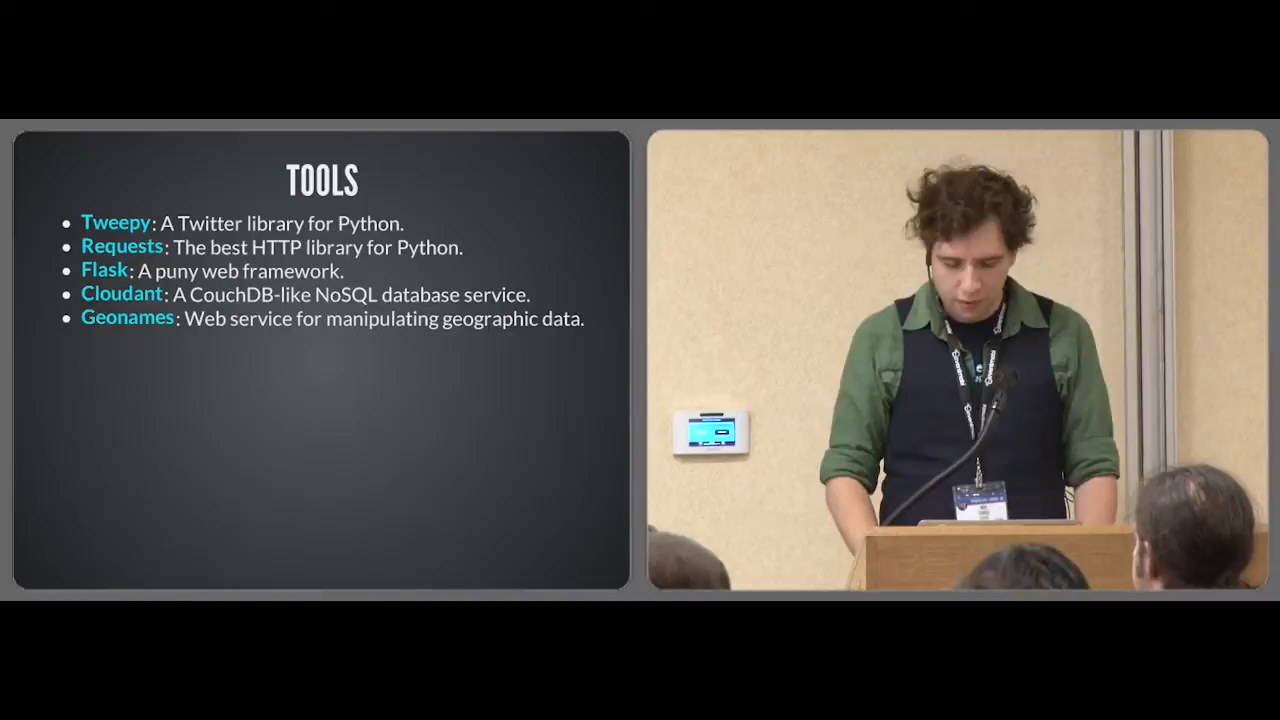 TOOLS
Tweepy: A Twitter library for Python.
Requests: The best HTTP library for Python.
Flask: A puny web framework.
Cloudant: A CouchDB-like NoSQL database service.
Geonames: Web service for manipulating geographic data.